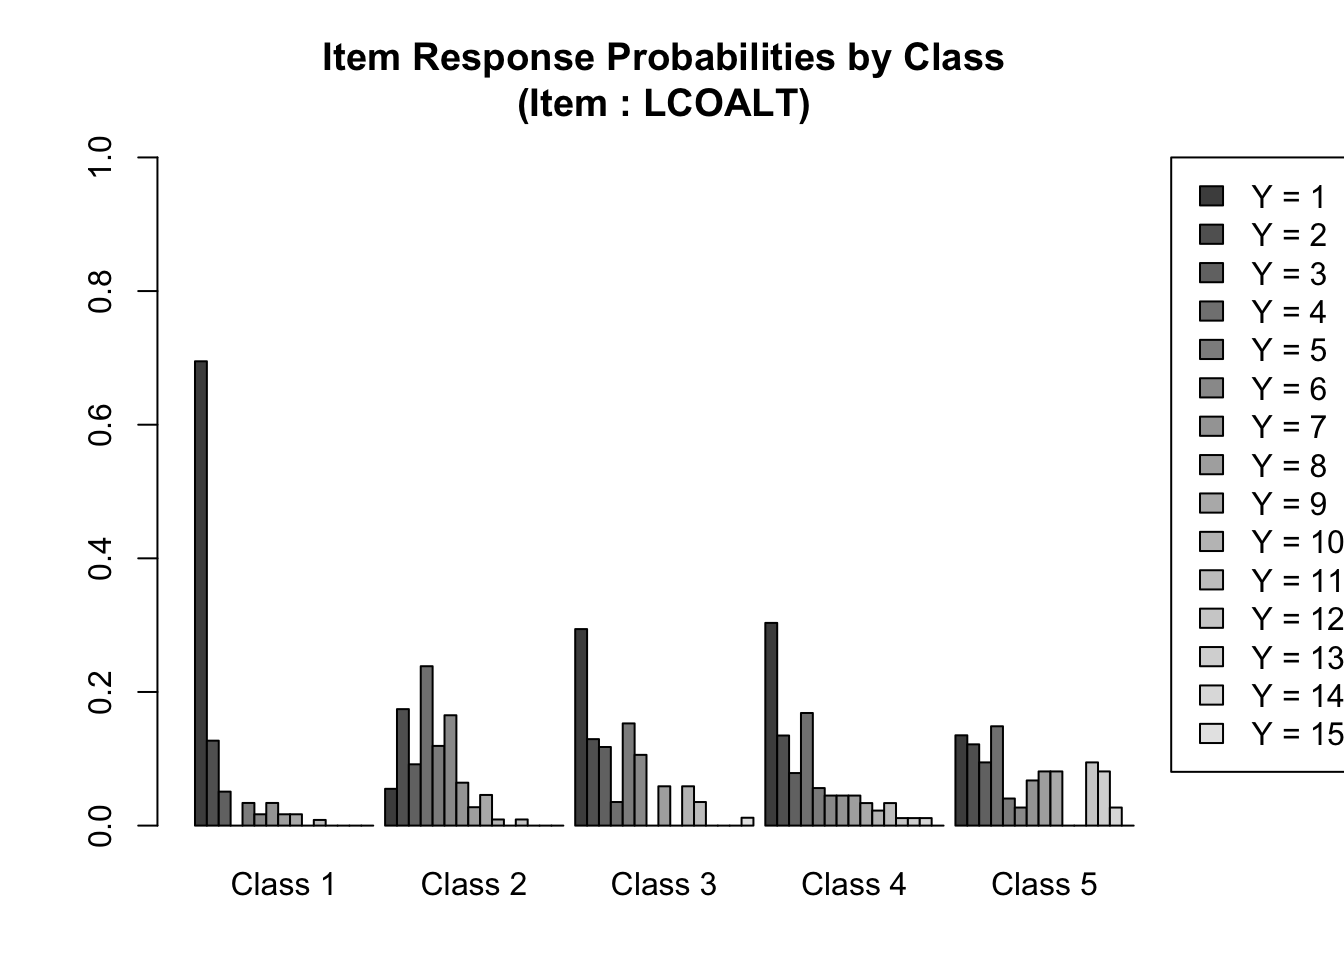 Item Response Probabilities by Class
(Item : LCOALT)
1.0
0.8
0.6
0.4
0.2
0.0
Class 1
Class 2
Class 3
Class 4
Class 5
Y = 1
Y = 2
Y = 3
Y = 4
Y = 5
Y = 6
Y = 7
Y = 8
Y = 9
Y = 10
Y = 11
Y = 12
Y = 13
Y = 14
Y = 15